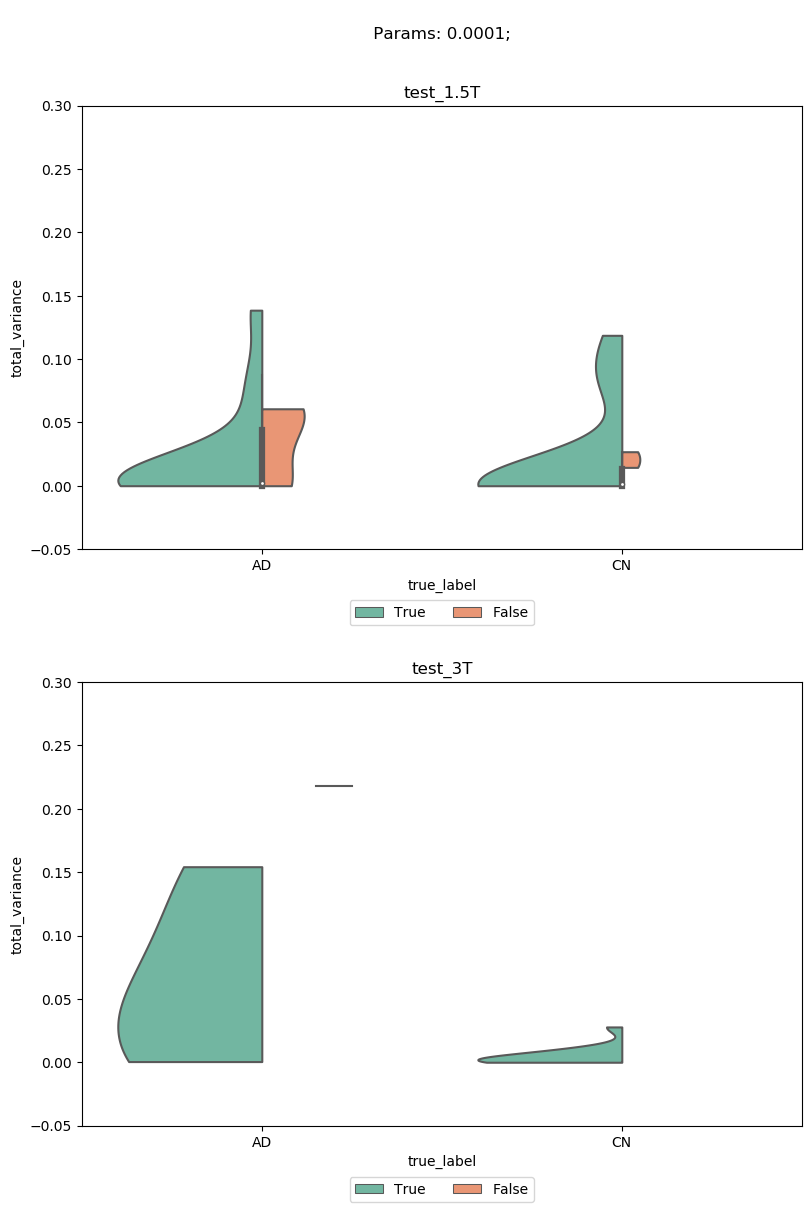 Params: 0.0001;
test_1.5T
0.30
0.25
0.20
0.15
0.10
0.05
0.00
−0.05
total_variance
AD CN
true_label
True False
test_3T
0.30
0.25
0.20
0.15
0.10
0.05
0.00
−0.05
total_variance
AD CN
true_label
True False